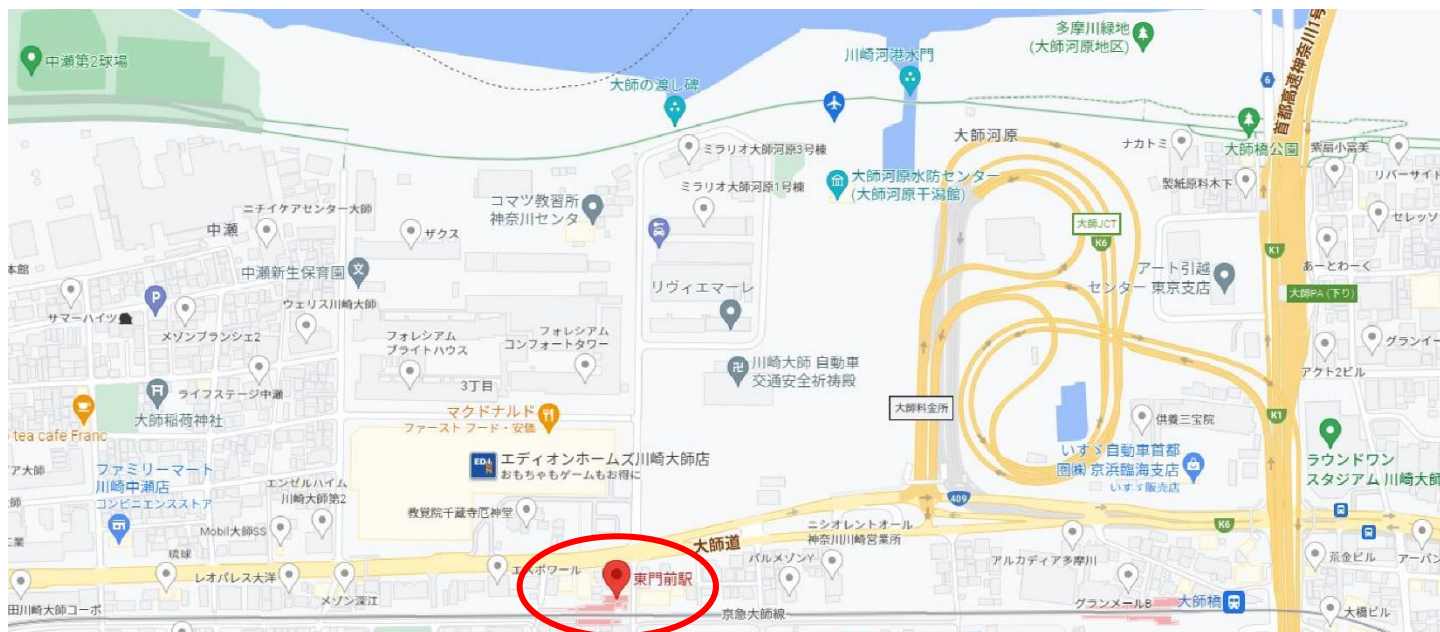 中瀬第2球場
多摩川緑地
(大師河原地区)
川崎河港水門
大師の渡し碑
首都高速神奈川1号
6
大師河原
ナカトミ
大師橋公園
紫扇小富美
ミラリオ大師河原3号棟
大師河原水防センター
(大師河原干潟館)
ミラリオ大師河原1号棟
製紙原料木下
リバーサイド
コマツ教習所
神奈川センタ
ニチイケアセンター大師
中瀬
ザクス
大師JCT
K6
セレッソ
K1
本館
中瀬新生保育園
アート引越
センター 東京支店
あーとわーく
リヴィエマーレ
大師PA (下り)
P
ウェリス川崎大師
サマーハイツ
メゾンブランシェ2
フォレシアム
ブライトハウス
フォレシアム
コンフォートタワー
グランイー
川崎大師 自動車
交通安全祈祷殿
アクト2ビル
3丁目
ライフステージ中瀬
大師稲荷神社
マクドナルド
ファースト フード・安価
大師料金所
供養三宝院
K1
tea cafe Franc
エディオンホームズ川崎大師店
おもちゃもゲームもお得に
いすゞ自動車首都
圏㈱ 京浜臨海支店
いすゞ販売店
ラウンドワン
スタジアム 川崎大師
ア大師
ファミリーマート
川崎中瀬店
コンビニエンスストア
エンゼルハイム
川崎大師第2
409
教覚院千蔵寺厄神堂
Mobil大師SS
大師道
ニシオレントオール
神奈川川崎営業所
K6
琉球
パルメゾンY
アルカディア多摩川
荒金ビル
アーバン
レオパレス大洋
エスポワール
東門前駅
メゾン深江
田川崎大師コーポ
京急大師線
グランメールB
大師橋
大橋ビル